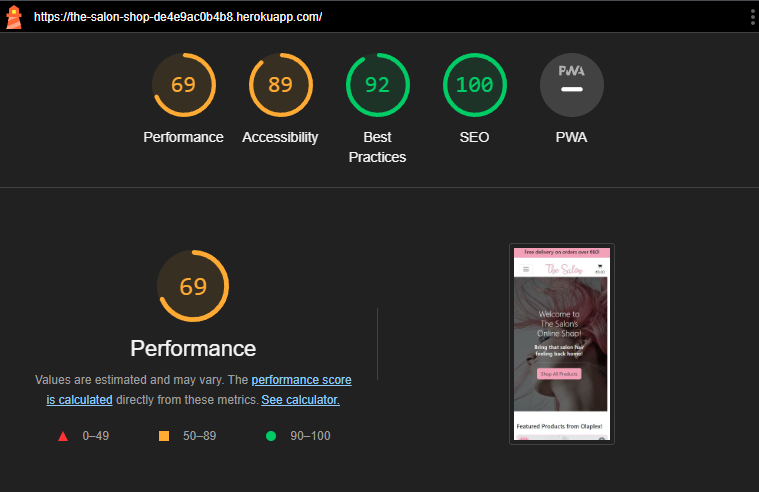 https://the-salon-shop-de4e9ac0b4b8.herokuapp.com/
69
89
92
100
PWA
Performance
Accessibility
Best
Practices
SEO
PWA
69
Performance
Values are estimated and may vary. The performance score
is calculated directly from these metrics. See calculator.
0–49
50–89
90–100
Free delivery on orders over €60!
The Salon
Welcome to
The Salon's
Online Shop!
Bring that salon hair
feeling back home!
Shop All Products
Featured Products from Olaplex!